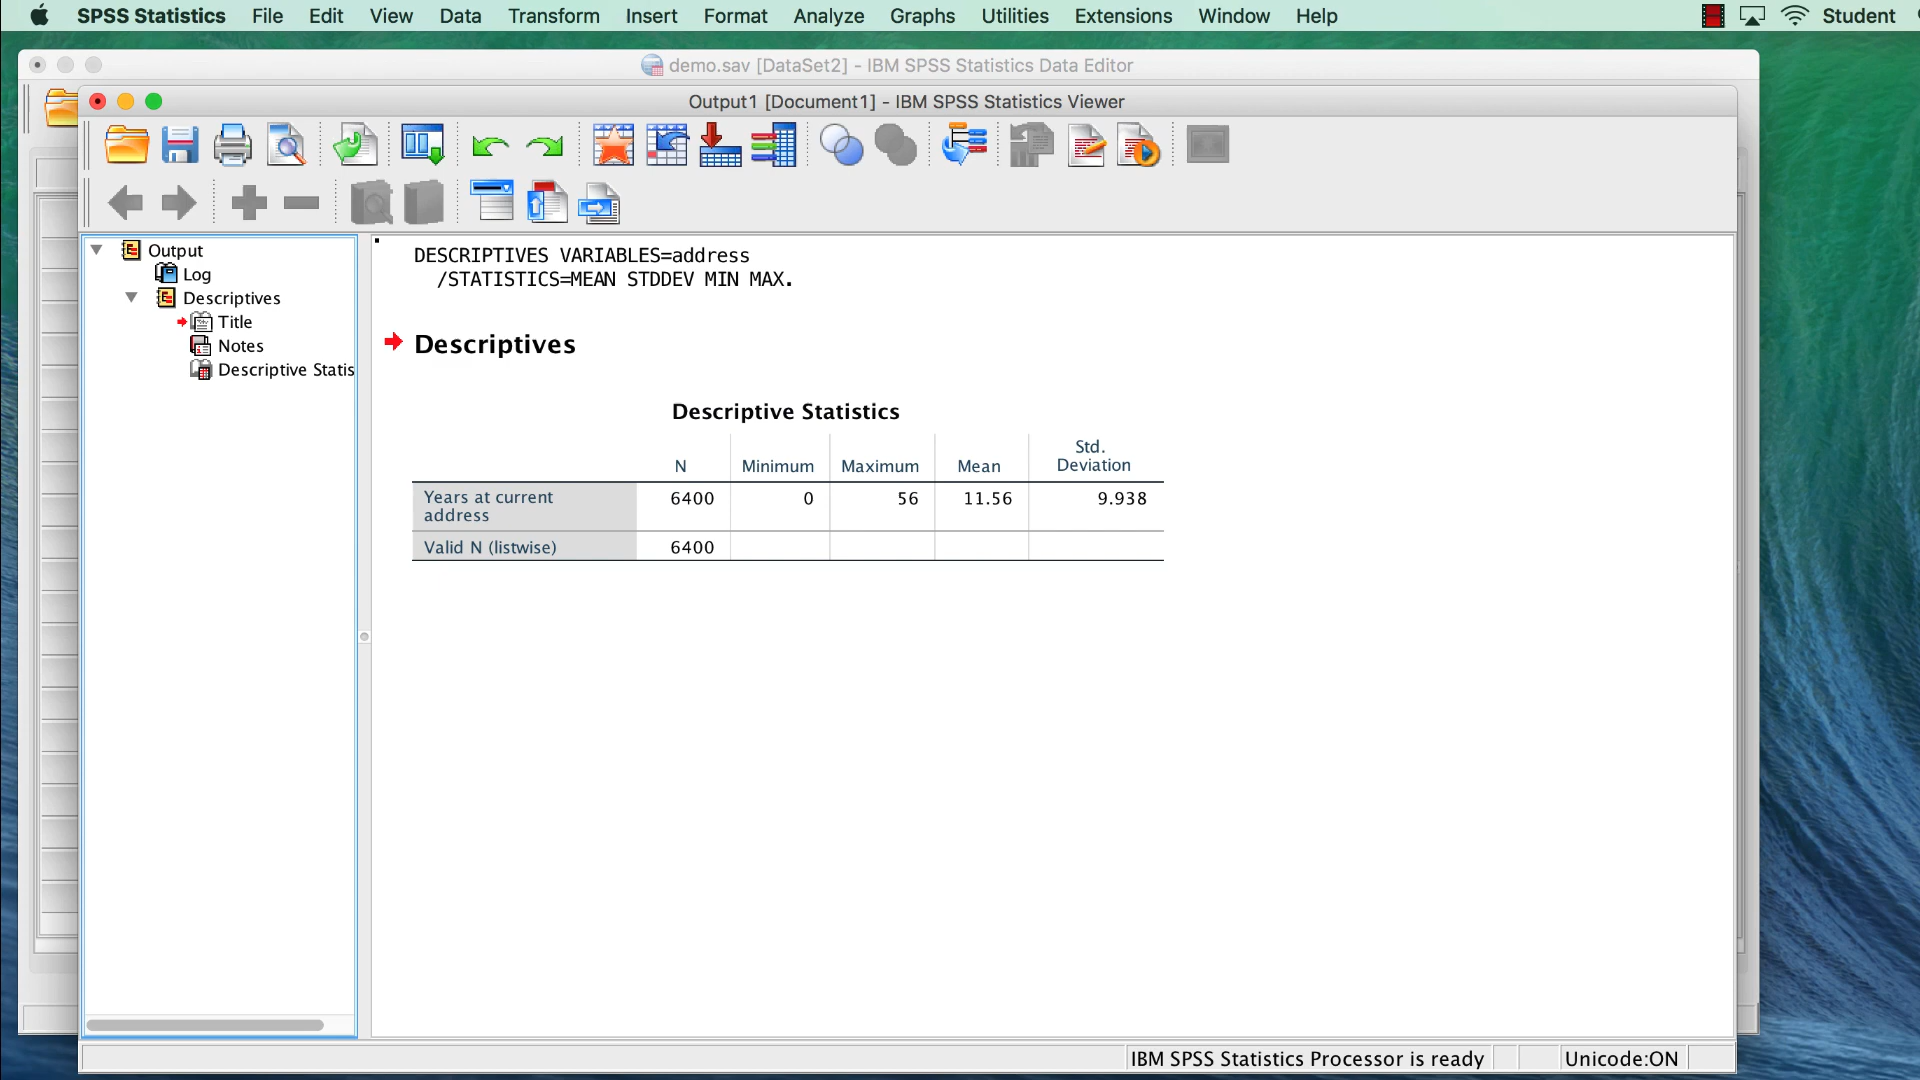 SPSS Statistics File Edit View Data Transform Insert Format Analyze Graphs Utilities Extensions Window Help Student
demo.sav [DataSet2] - IBM SPSS Statistics Data Editor
Output1 [Document1] - IBM SPSS Statistics Viewer
Output
Log
Descriptives
Title
Notes
Descriptive Statis
DESCRIPTIVES VARIABLES=address
/STATISTICS=MEAN STDDEV MIN MAX.
Descriptives
Descriptive Statistics
N Minimum Maximum Mean Std. Deviation
Years at current address 6400 0 56 11.56 9.938
Valid N (listwise) 6400
IBM SPSS Statistics Processor is ready Unicode:ON